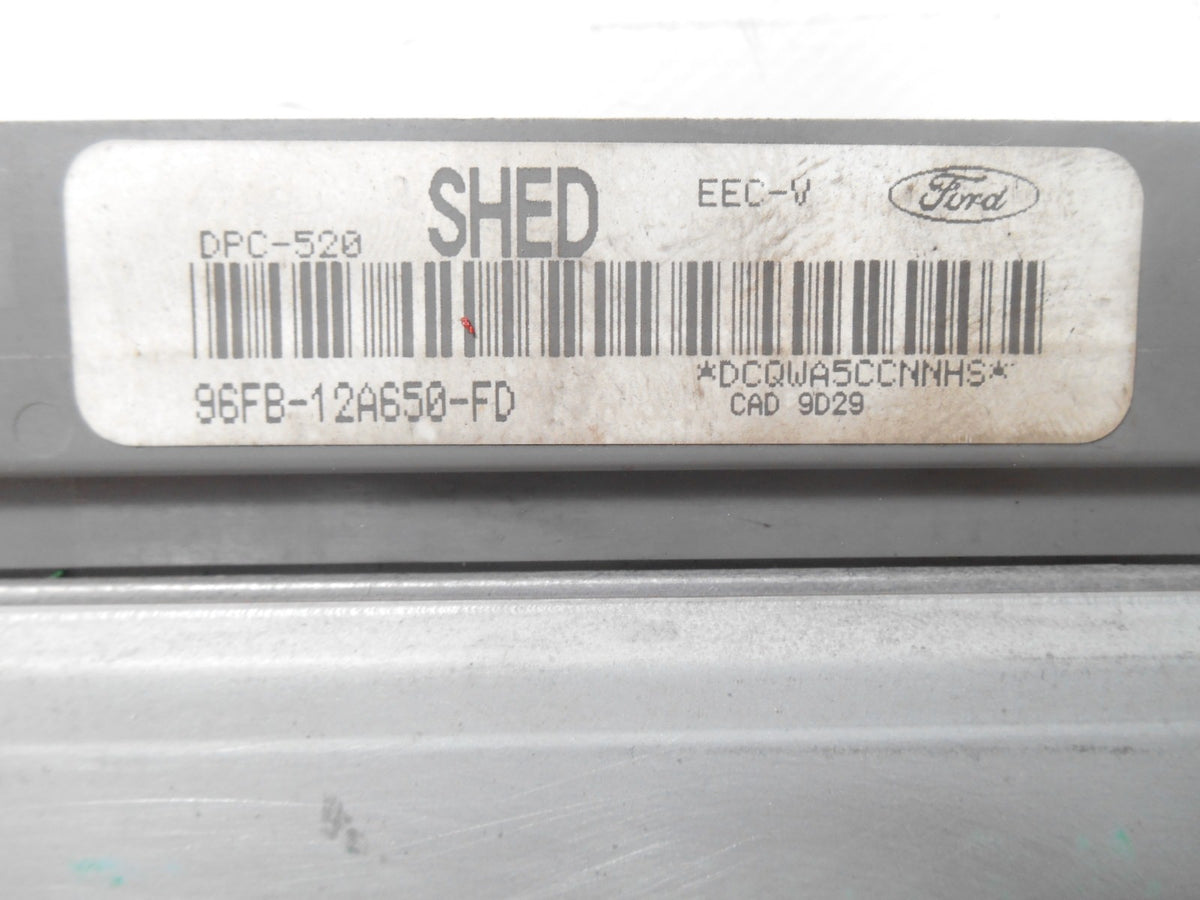 SHED
EEC-V
Ford
DPC-520
96FB-12A650-FD
*DCQWA5CCNNHS*
CAD 9D29